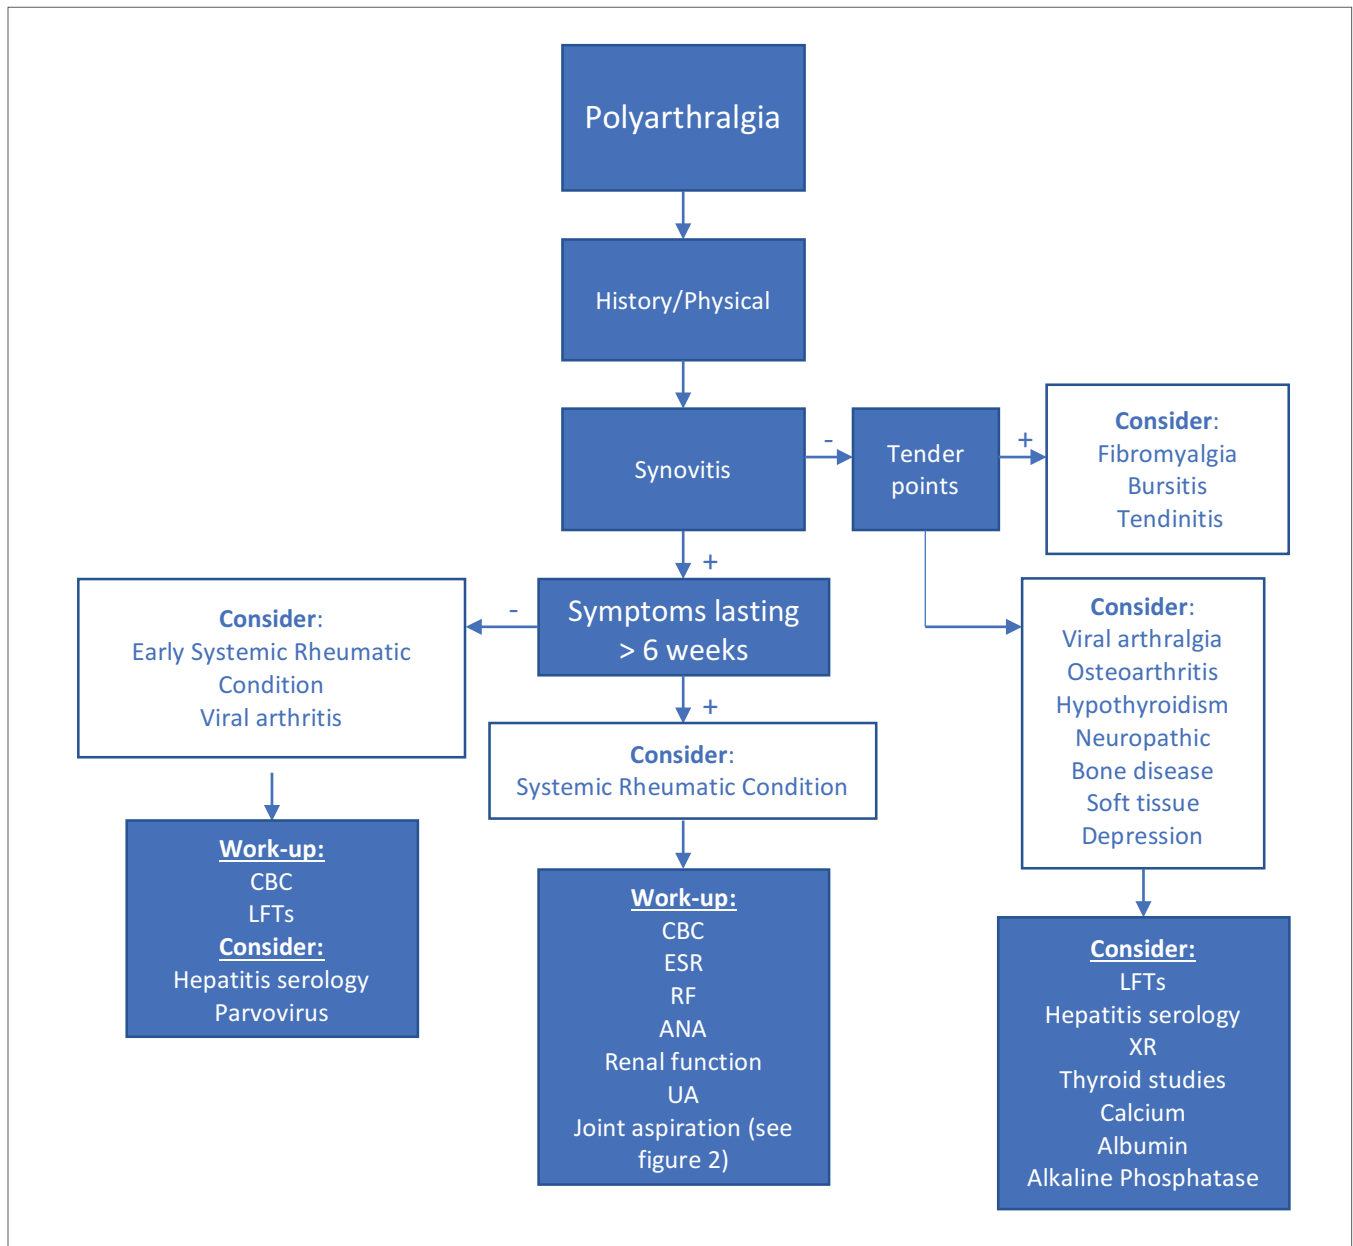 Polyarthralgia
History/Physical
Synovitis
-
Tender
points
+
Consider:
Fibromyalgia
Bursitis
Tendinitis
+
Symptoms lasting
> 6 weeks
-
Consider:
Early Systemic Rheumatic
Condition
Viral arthritis
+
Consider:
Systemic Rheumatic Condition
Consider:
Viral arthralgia
Osteoarthritis
Hypothyroidism
Neuropathic
Bone disease
Soft tissue
Depression
Work-up:
CBC
LFTs
Consider:
Hepatitis serology
Parvovirus
Work-up:
CBC
ESR
RF
ANA
Renal function
UA
Joint aspiration (see
figure 2)
Consider:
LFTs
Hepatitis serology
XR
Thyroid studies
Calcium
Albumin
Alkaline Phosphatase